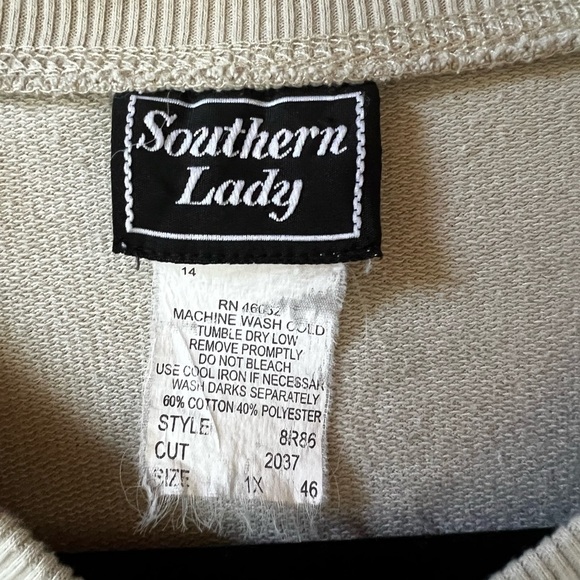 Southern
Lady
14
RN 46032
MACHINE WASH COLD
TUMBLE DRY LOW
REMOVE PROMPTLY
DO NOT BLEACH
USE COOL IRON IF NECESSAR
WASH DARKS SEPARATELY
60% COTTON 40% POLYESTER
STYLE 8R86
CUT 2037
SIZE 1X 46